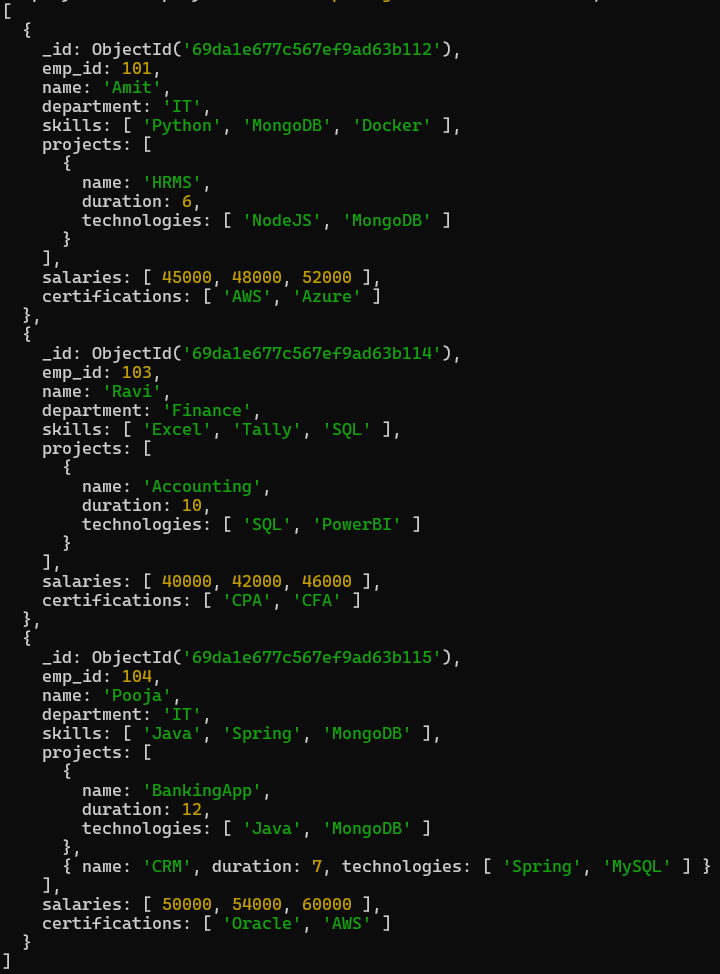 [
  {
    _id: ObjectId('69da1e677c567ef9ad63b112'),
    emp_id: 101,
    name: 'Amit',
    department: 'IT',
    skills: [ 'Python', 'MongoDB', 'Docker' ],
    projects: [
      {
        name: 'HRMS',
        duration: 6,
        technologies: [ 'NodeJS', 'MongoDB' ]
      }
    ],
    salaries: [ 45000, 48000, 52000 ],
    certifications: [ 'AWS', 'Azure' ]
  },
  {
    _id: ObjectId('69da1e677c567ef9ad63b114'),
    emp_id: 103,
    name: 'Ravi',
    department: 'Finance',
    skills: [ 'Excel', 'Tally', 'SQL' ],
    projects: [
      {
        name: 'Accounting',
        duration: 10,
        technologies: [ 'SQL', 'PowerBI' ]
      }
    ],
    salaries: [ 40000, 42000, 46000 ],
    certifications: [ 'CPA', 'CFA' ]
  },
  {
    _id: ObjectId('69da1e677c567ef9ad63b115'),
    emp_id: 104,
    name: 'Pooja',
    department: 'IT',
    skills: [ 'Java', 'Spring', 'MongoDB' ],
    projects: [
      {
        name: 'BankingApp',
        duration: 12,
        technologies: [ 'Java', 'MongoDB' ]
      },
      { name: 'CRM', duration: 7, technologies: [ 'Spring', 'MySQL' ] }
    ],
    salaries: [ 50000, 54000, 60000 ],
    certifications: [ 'Oracle', 'AWS' ]
  }
]